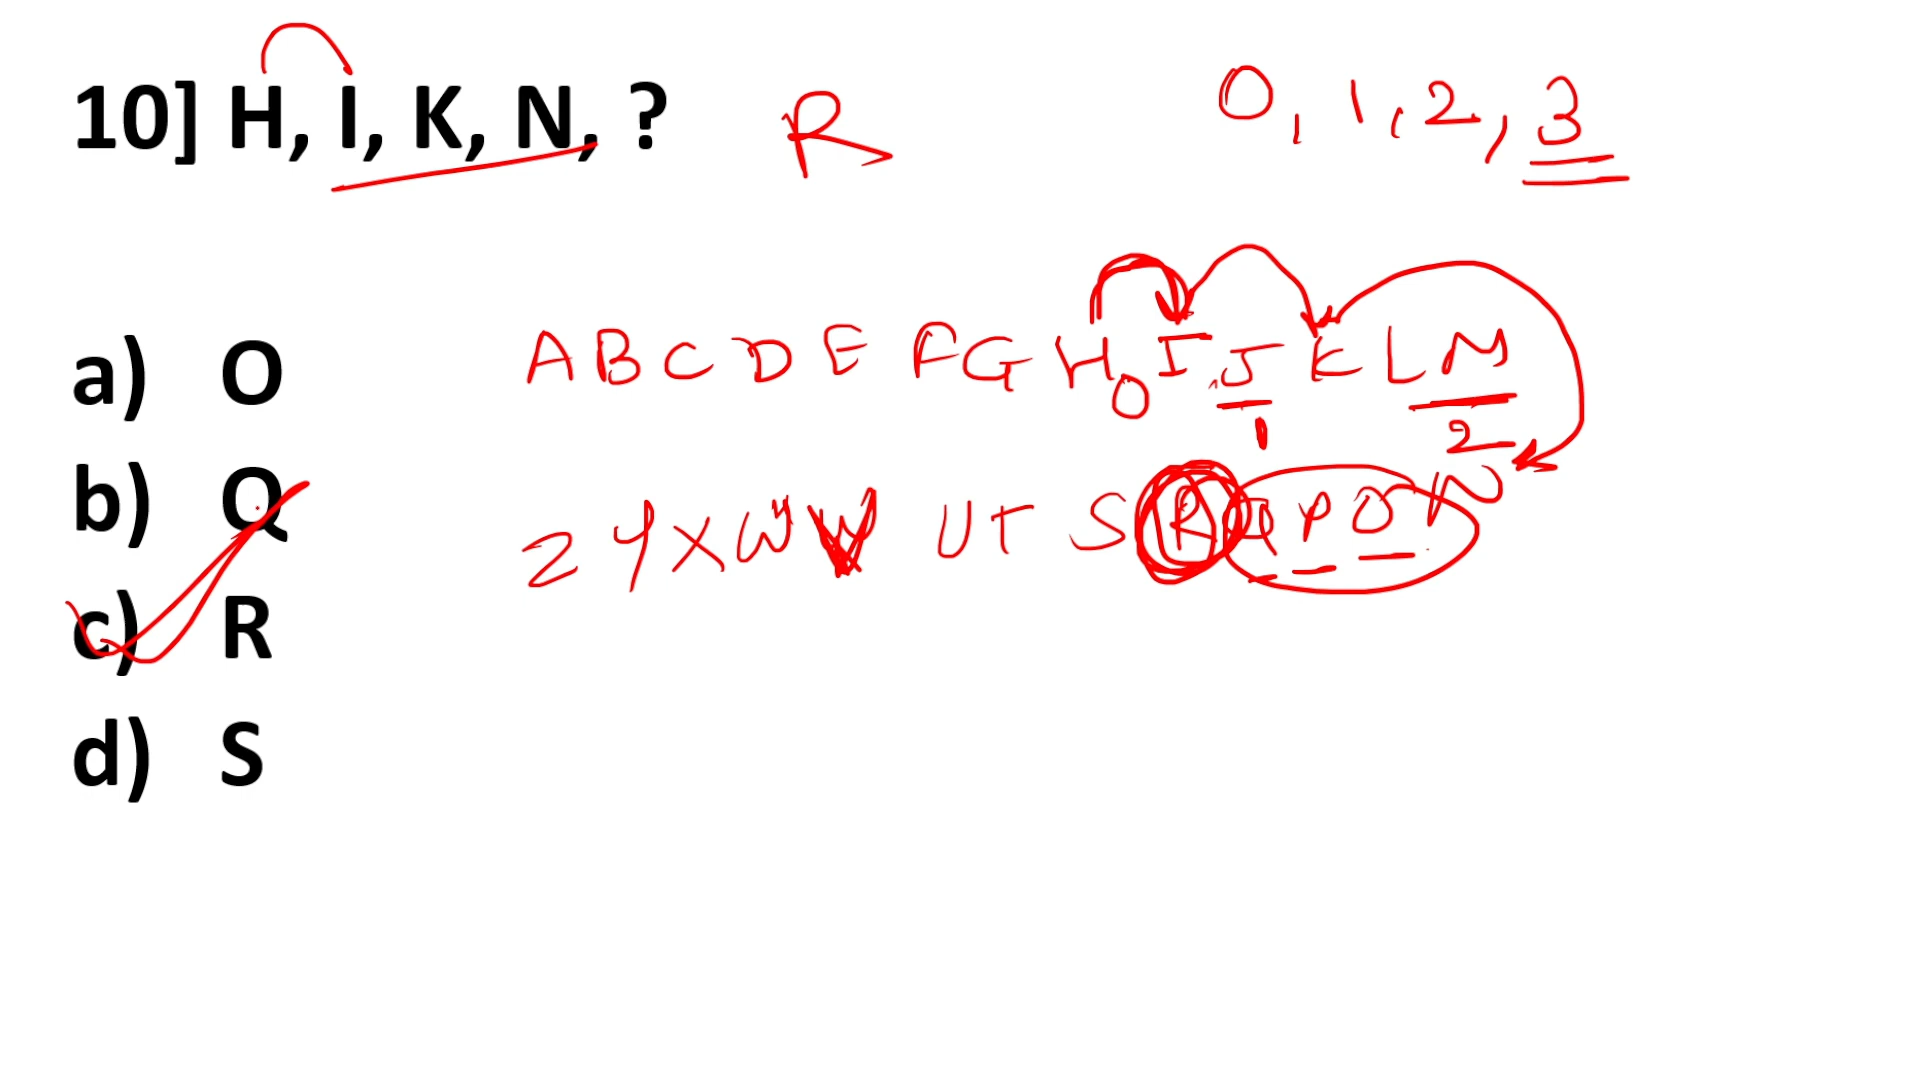 10] H, I, K, N, ? R 0, 1, 2, 3
A B C D E F G H I J K L M
0 1 2
Z Y X W V U T S R Q P O N
a) O
b) Q
c) R
d) S